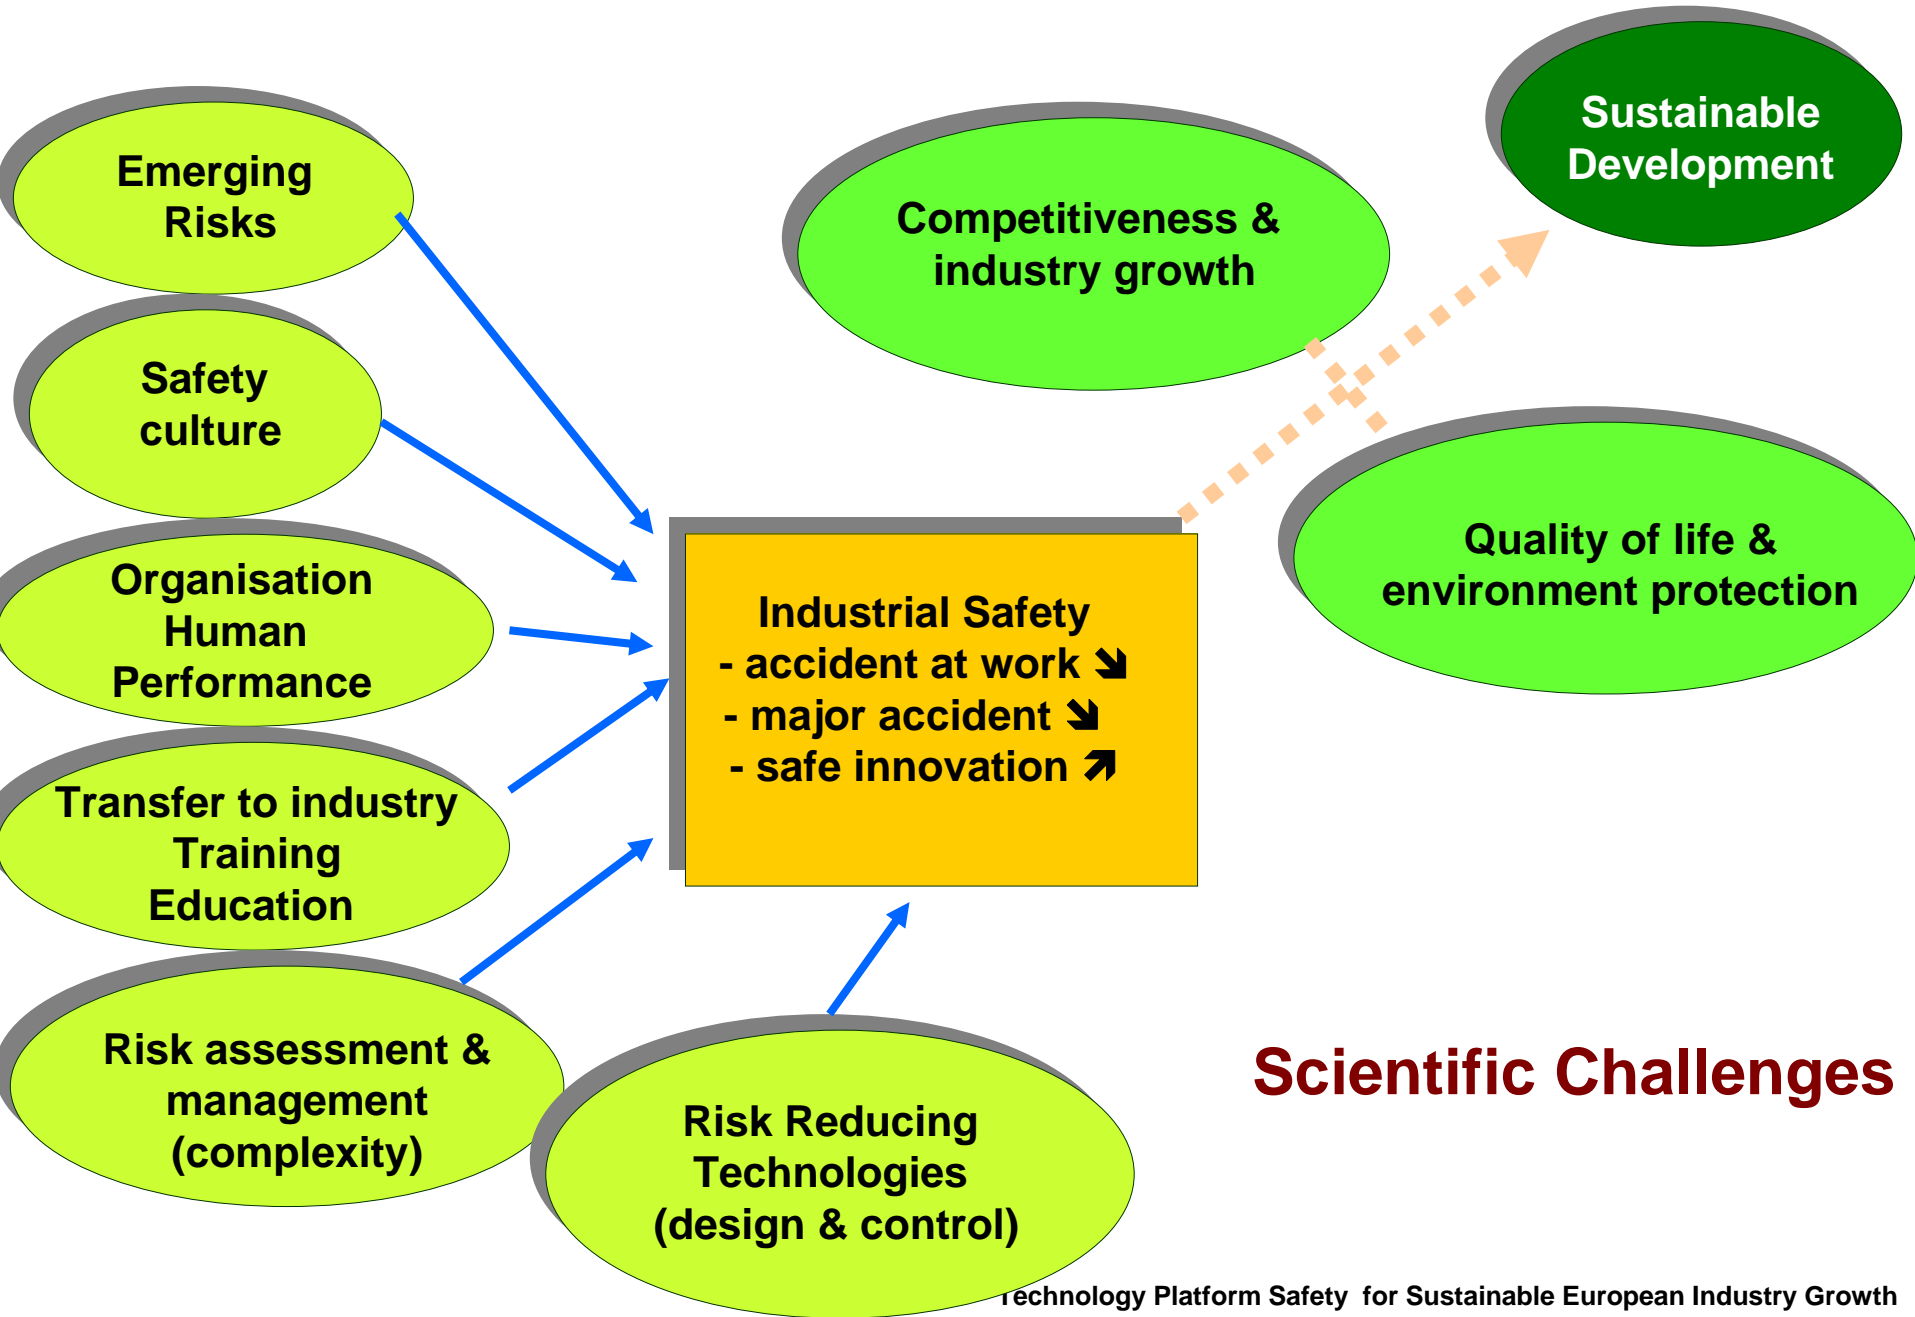 Sustainable
Development
Emerging
Risks
Competitiveness &
industry growth
Safety
culture
Quality of life &
environment protection
Organisation
Human
Performance
Industrial Safety
- accident at work ➘
- major accident ➘
- safe innovation ➚
Transfer to industry
Training
Education
Risk assessment &
management
(complexity)
Risk Reducing
Technologies
(design & control)
Scientific Challenges
Technology Platform Safety for Sustainable European Industry Growth